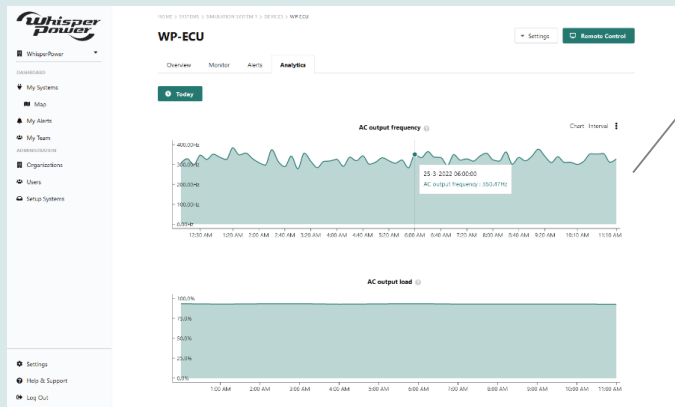 Whisper
Power
HOME > SYSTEMS > SIMULATION SYSTEM 1 > DEVICES > WP-ECU
WP-ECU
Settings
Remote Control
WhisperPower
Overview Monitor Alerts Analytics
DASHBOARD
My Systems
Map
My Alerts
My Team
ADMINISTRATION
Organizations
Users
Setup Systems
Today
AC output frequency
Chart Interval
400.00Hz
300.00Hz
200.00Hz
100.00Hz
0.00Hz
25-3-2022 06:00:00
AC output frequency : 350.47Hz
12:30 AM 1:20 AM 2:00 AM 2:40 AM 3:20 AM 4:00 AM 4:40 AM 5:20 AM 6:00 AM 6:40 AM 7:20 AM 8:00 AM 8:40 AM 9:20 AM 10:10 AM 11:10 AM
AC output load
100.0%
75.0%
50.0%
25.0%
0.0%
1:00 AM 2:00 AM 3:00 AM 4:00 AM 5:00 AM 6:00 AM 7:00 AM 8:00 AM 9:00 AM 10:00 AM 11:00 AM
Settings
Help & Support
Log Out